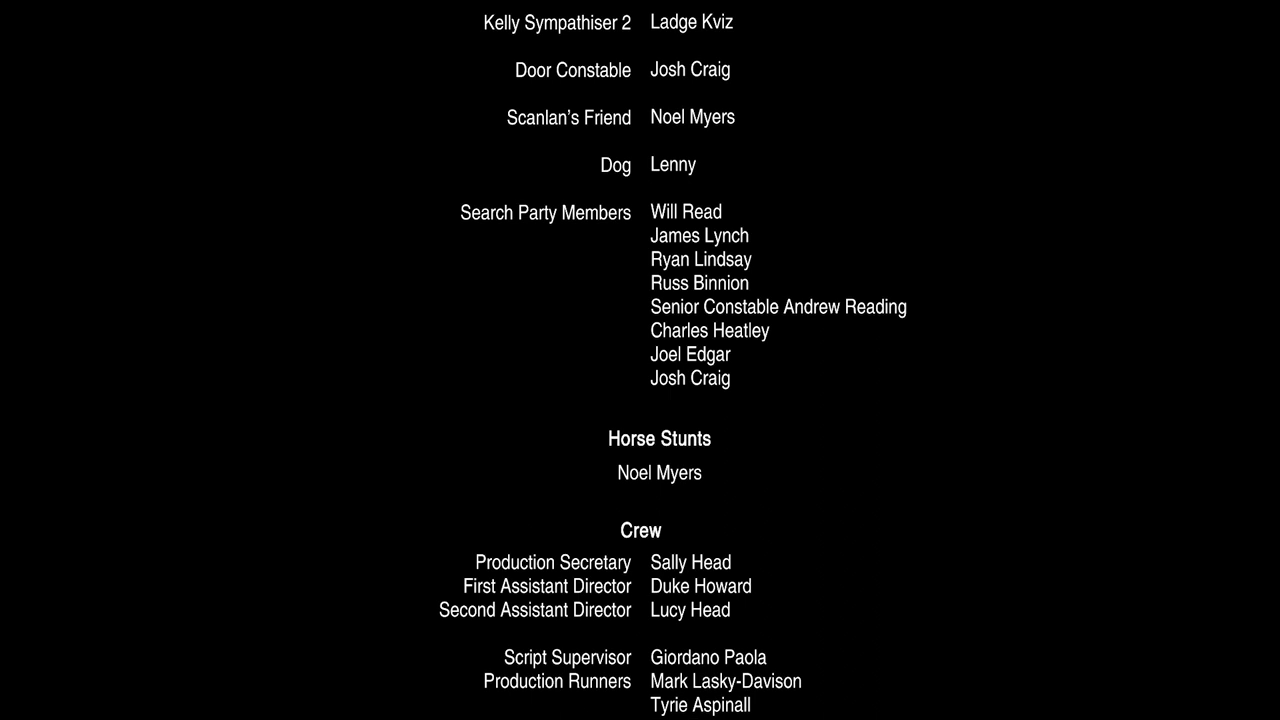 Kelly Sympathiser 2 Ladge Kviz
Door Constable Josh Craig
Scanlan's Friend Noel Myers
Dog Lenny
Search Party Members Will Read
James Lynch
Ryan Lindsay
Russ Binnion
Senior Constable Andrew Reading
Charles Heatley
Joel Edgar
Josh Craig
Horse Stunts
Noel Myers
Crew
Production Secretary Sally Head
First Assistant Director Duke Howard
Second Assistant Director Lucy Head
Script Supervisor Giordano Paola
Production Runners Mark Lasky-Davison
Tyrie Aspinall